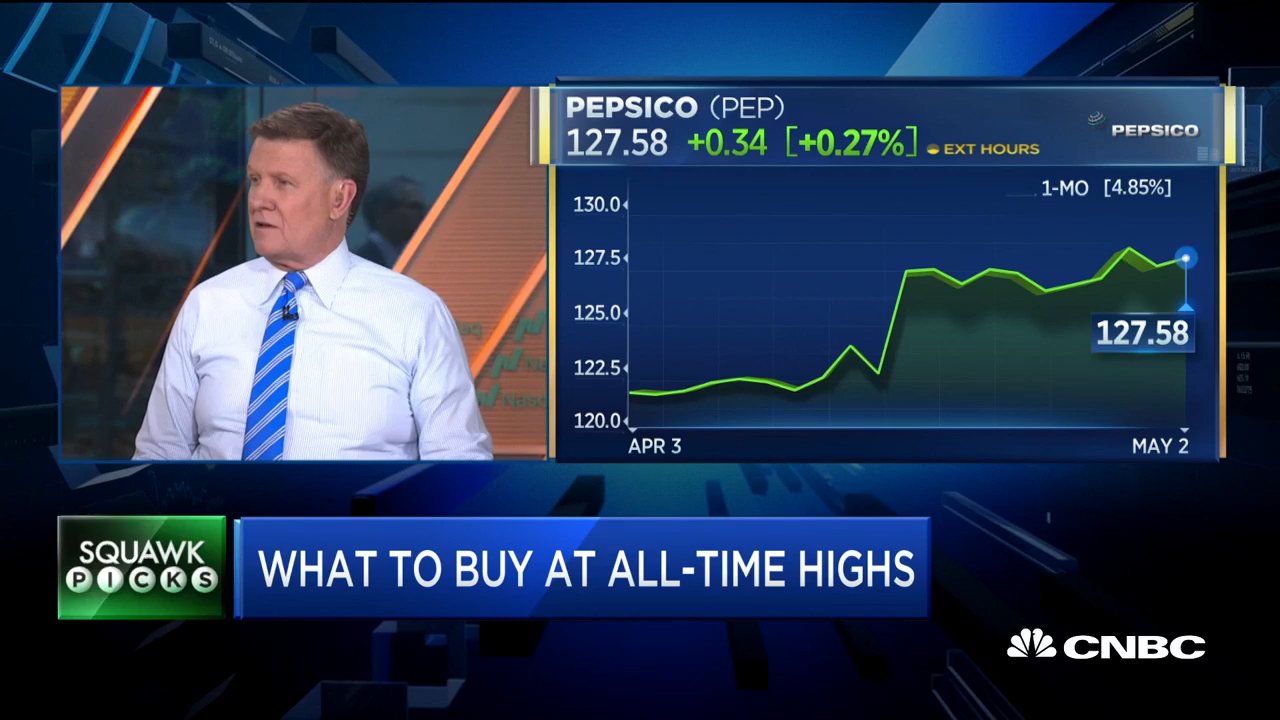 PEPSICO (PEP)
127.58 +0.34 [+0.27%] EXT HOURS
PEPSICO
1-MO [4.85%]
130.0
127.5
125.0
122.5
120.0
127.58
APR 3 MAY 2
Nasdaq
SQUAWK
PICKS
WHAT TO BUY AT ALL-TIME HIGHS
CNBC